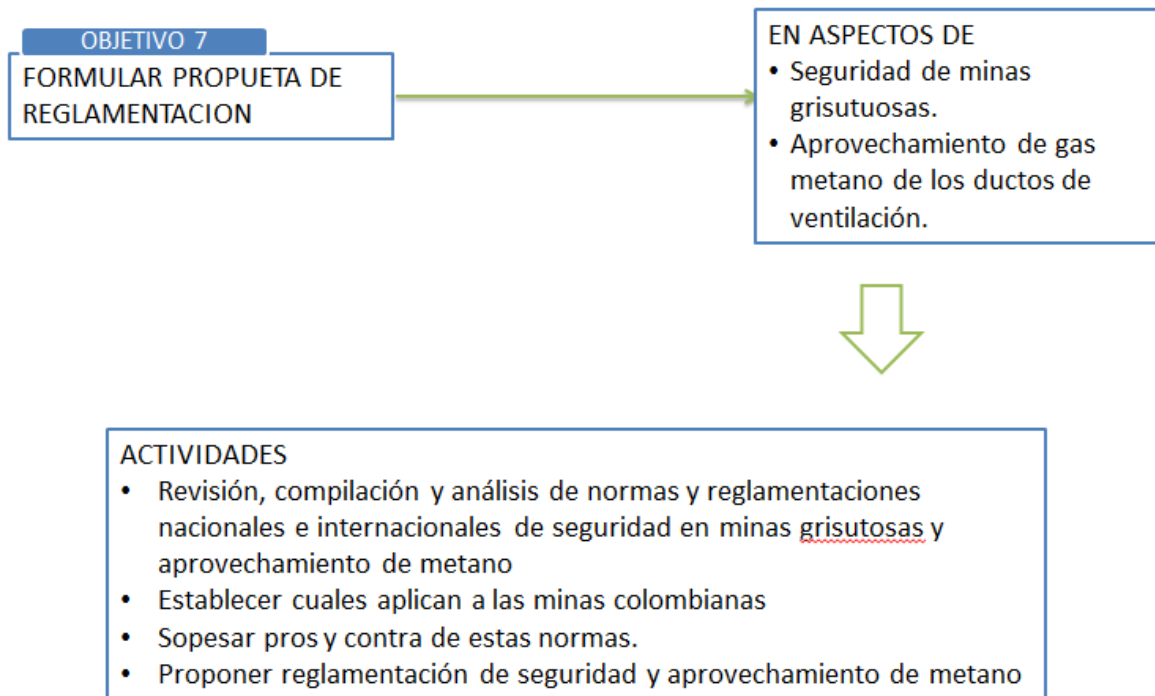 OBJETIVO 7
FORMULAR PROPUETA DE
REGLAMENTACION
EN ASPECTOS DE
• Seguridad de minas
grisutuosas.
• Aprovechamiento de gas
metano de los ductos de
ventilación.
ACTIVIDADES
• Revisión, compilación y análisis de normas y reglamentaciones
nacionales e internacionales de seguridad en minas grisutosas y
aprovechamiento de metano
• Establecer cuales aplican a las minas colombianas
• Sopesar pros y contra de estas normas.
• Proponer reglamentación de seguridad y aprovechamiento de metano